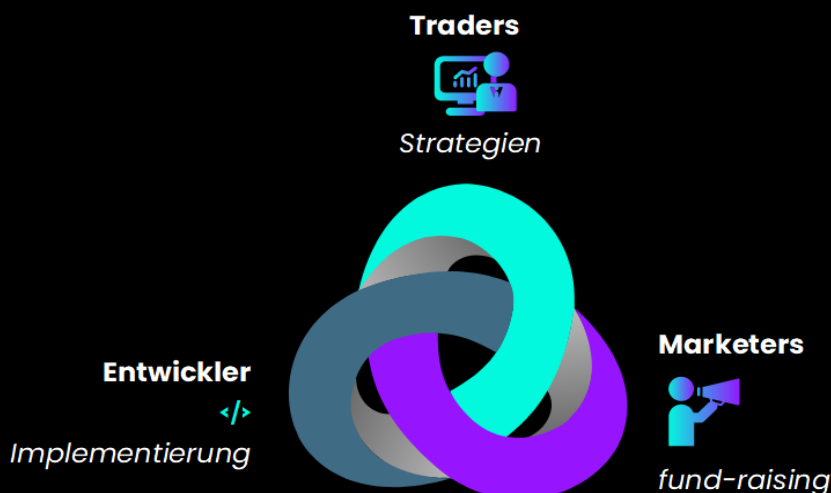 Traders
Strategien
Marketers
Entwickler
</>
Implementierung
fund-raising